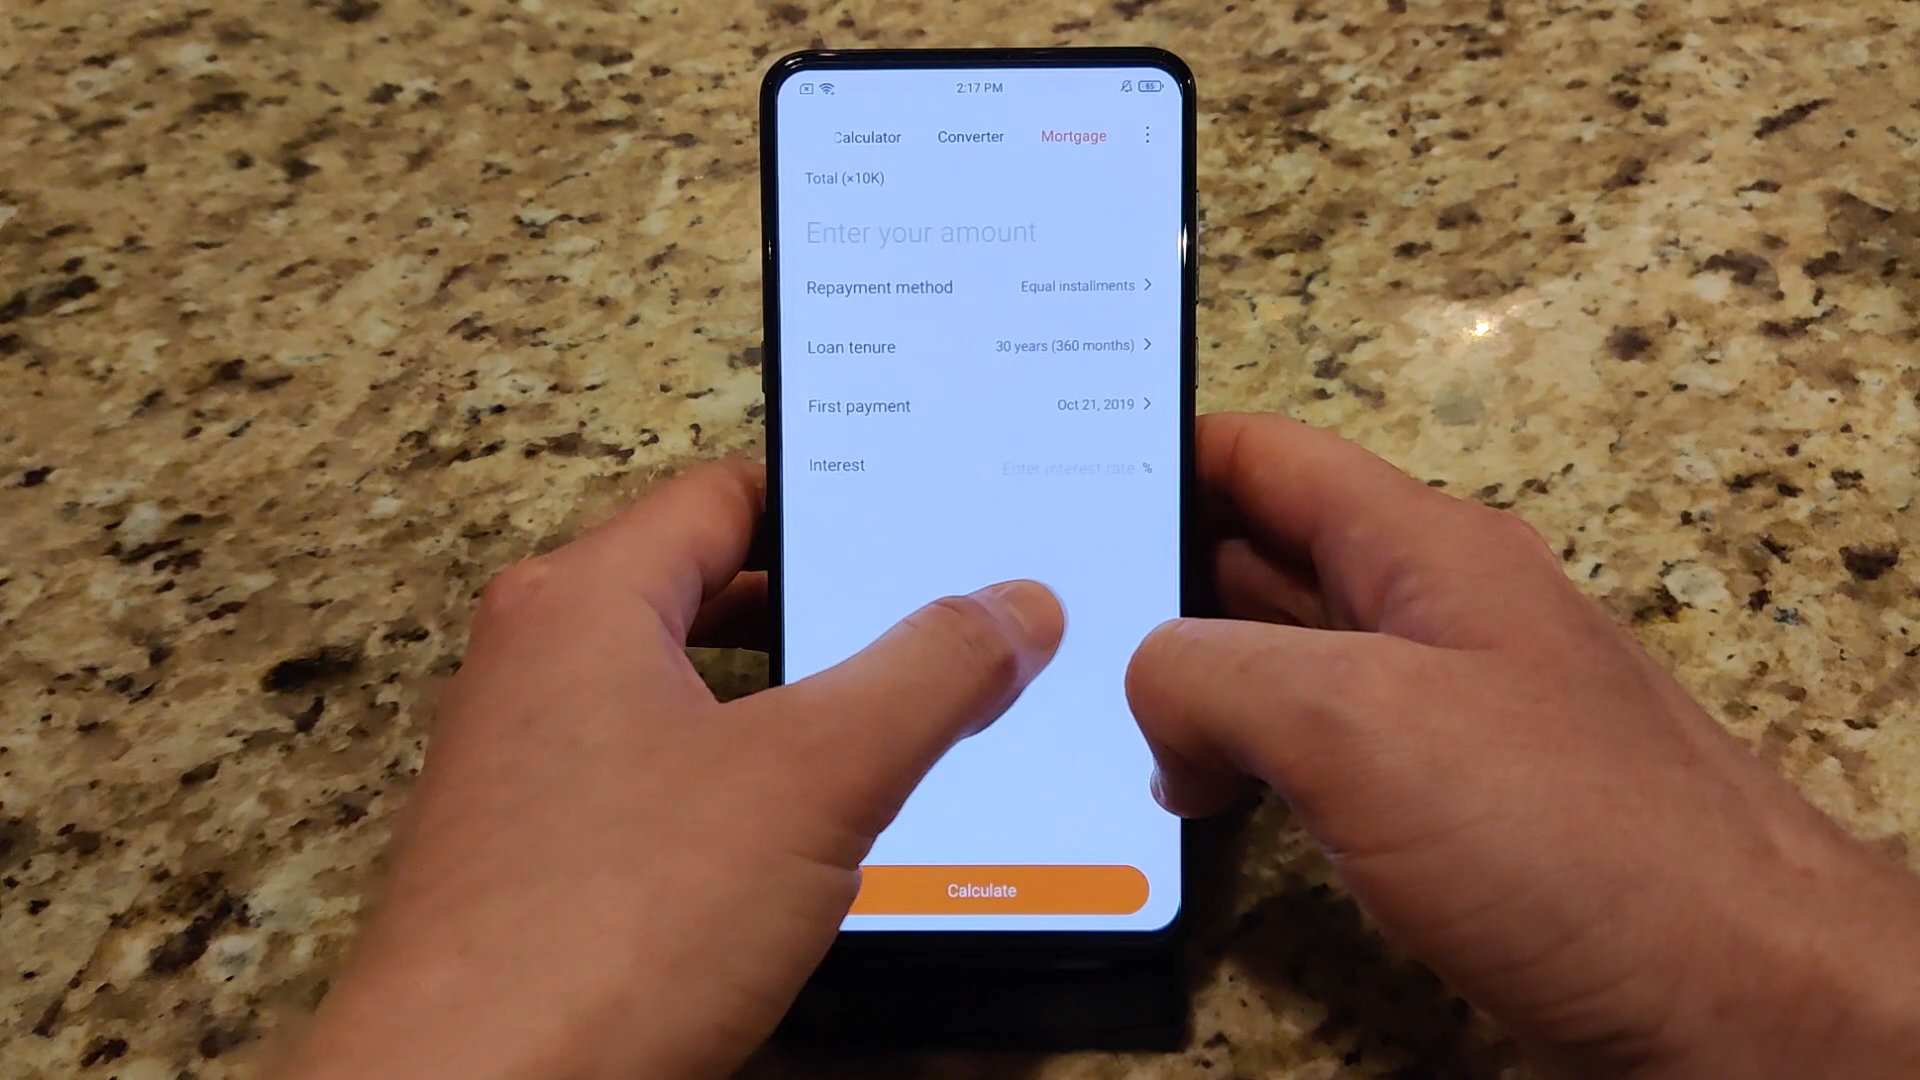 2:17 PM 85
Calculator Converter Mortgage
Total (×10K)
Enter your amount
Repayment method Equal installments
Loan tenure 30 years (360 months)
First payment Oct 21, 2019
Interest Enter interest rate %
Calculate